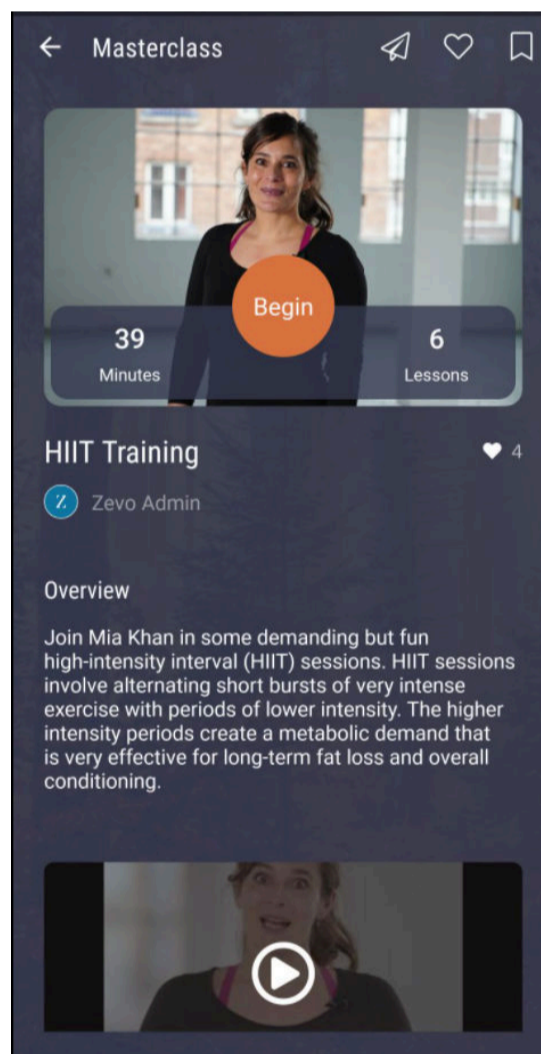 Masterclass
Begin
39
6
Minutes
Lessons
HIIT Training
4
Z
Zevo Admin
Overview
Join Mia Khan in some demanding but fun
high-intensity interval (HIIT) sessions. HIIT sessions
involve alternating short bursts of very intense
exercise with periods of lower intensity. The higher
intensity periods create a metabolic demand that
is very effective for long-term fat loss and overall
conditioning.